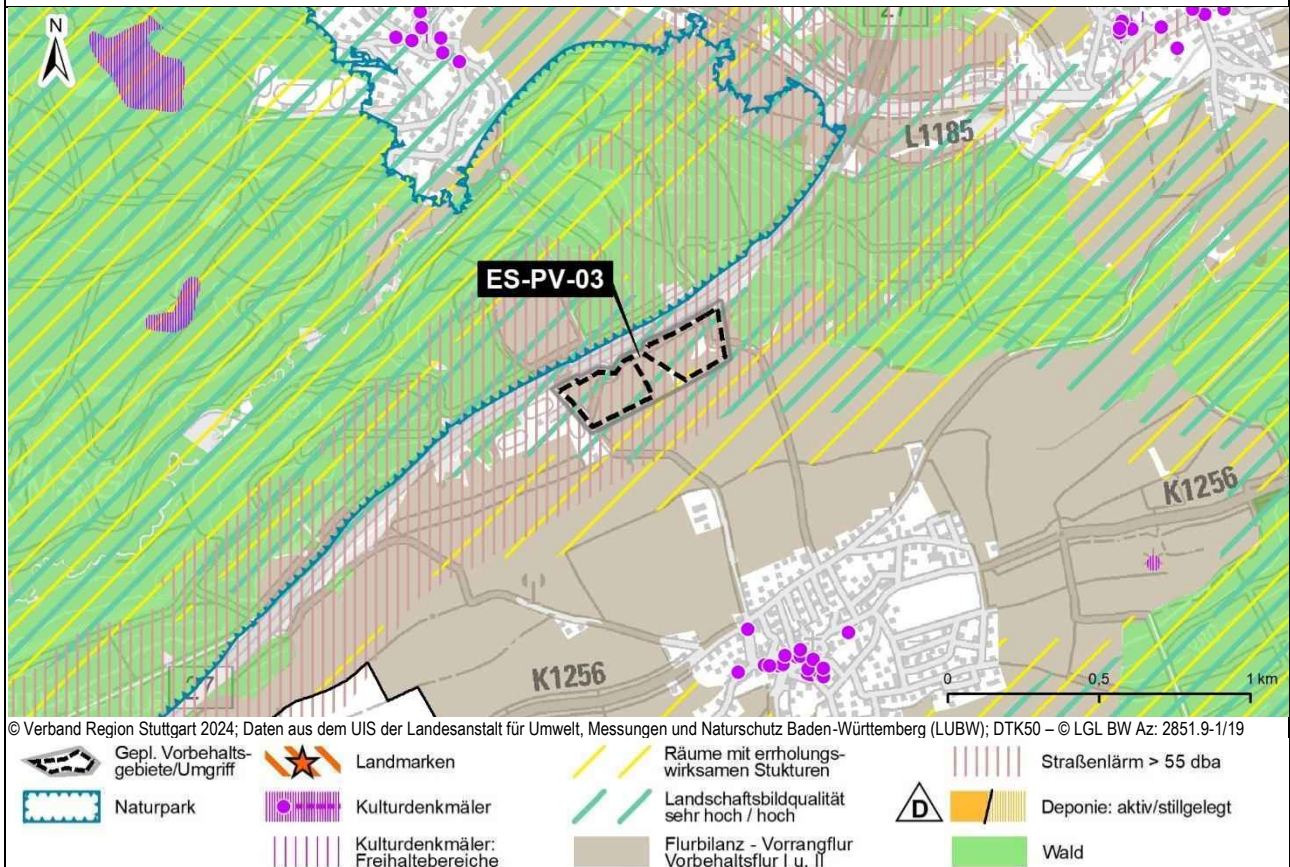 N
27
L1185
ES-PV-03
K1256
K1256
27
0 0,5 1 km
© Verband Region Stuttgart 2024; Daten aus dem UIS der Landesanstalt für Umwelt, Messungen und Naturschutz Baden-Württemberg (LUBW); DTK50 – © LGL BW Az: 2851.9-1/19
Gepl. Vorbehalts-
gebiete/Umgriff
Naturpark
Landmarken
Kulturdenkmäler
Kulturdenkmäler:
Freihaltebereiche
Räume mit errholungs-
wirksamen Stukturen
Landschaftsbildqualität
sehr hoch / hoch
Flurbilanz - Vorrangflur
Vorbehaltsflur I u. II
Straßenlärm > 55 dba
D
Deponie: aktiv/stillgelegt
Wald